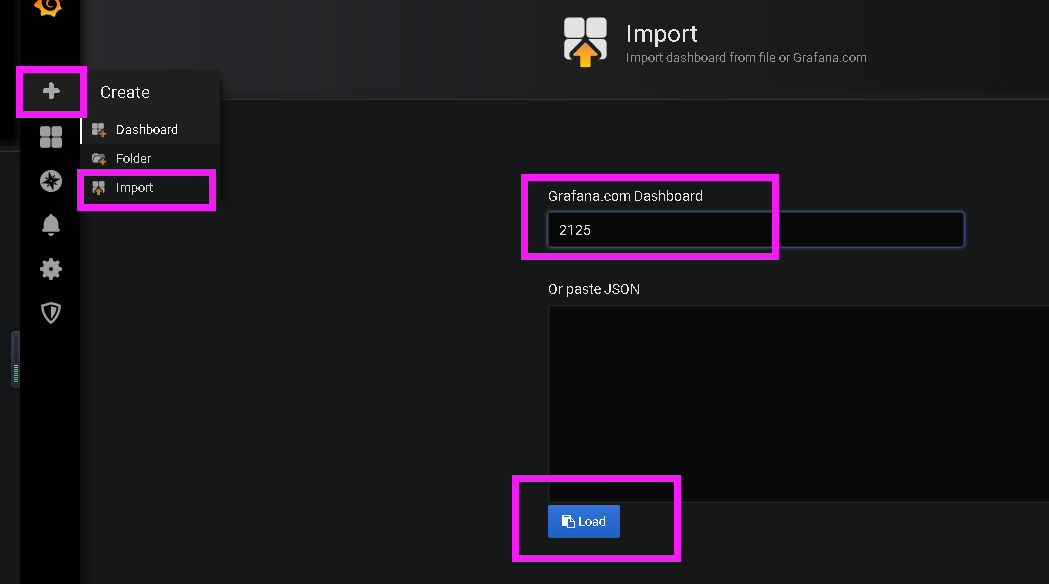 Import
Import dashboard from file or Grafana.com
Create
Dashboard
Folder
Import
Grafana.com Dashboard
2125
Or paste JSON
Load